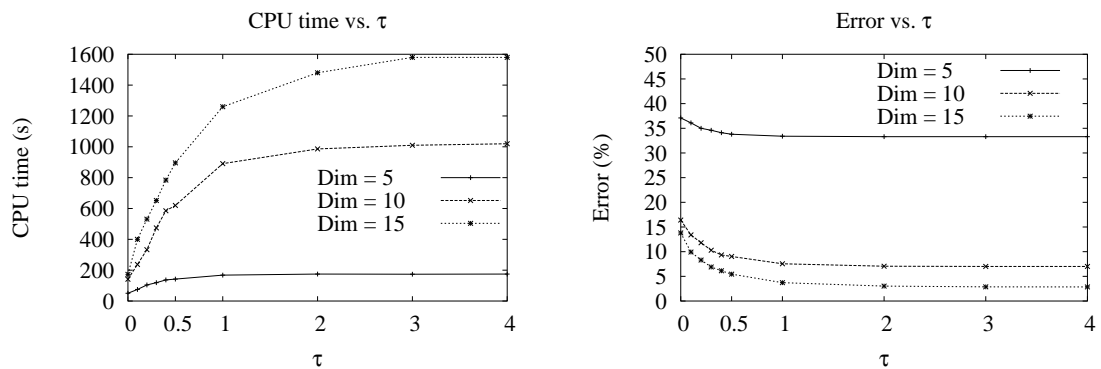 CPU time vs. τ
1600
1400
1200
1000
800
600
400
200
0
CPU time (s)
Dim = 5
Dim = 10
Dim = 15
0 0.5 1 2 3 4
τ
Error vs. τ
50
45
40
35
30
25
20
15
10
5
0
Error (%)
Dim = 5
Dim = 10
Dim = 15
0 0.5 1 2 3 4
τ